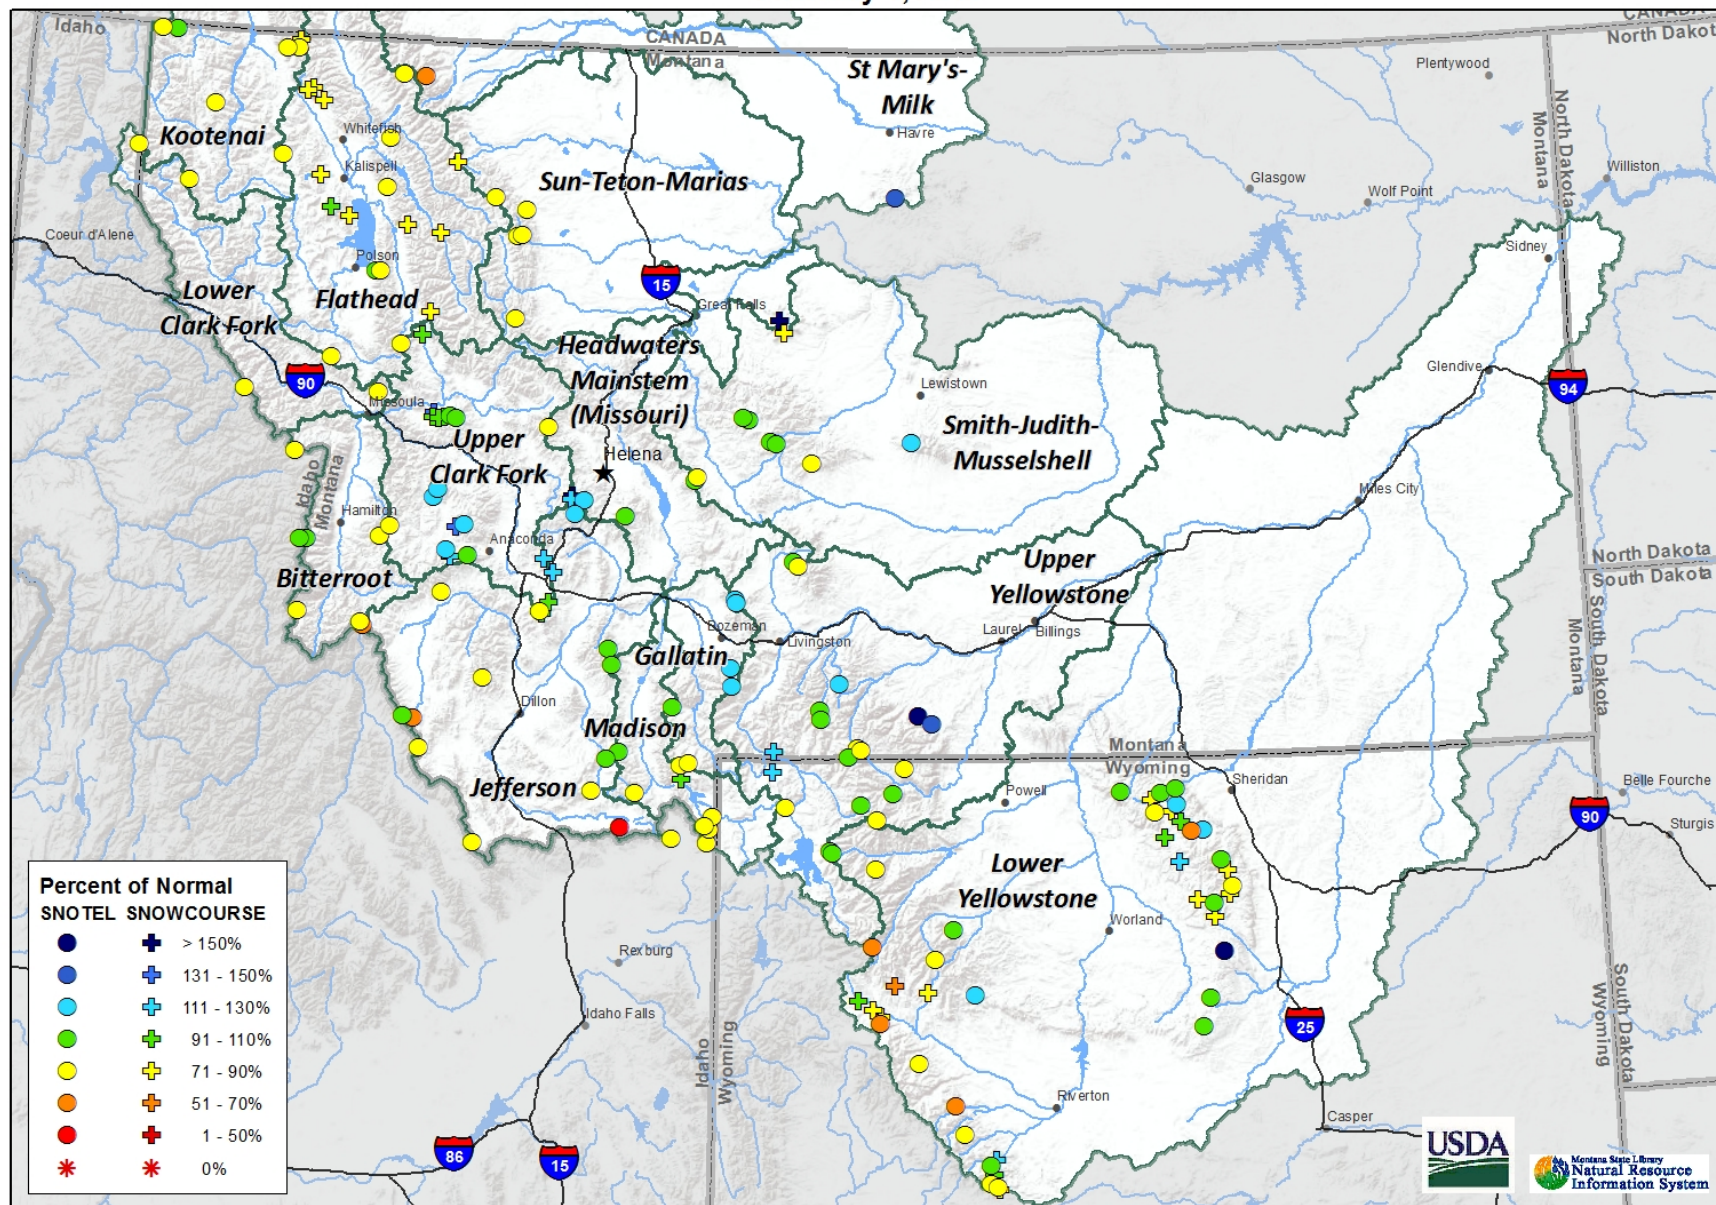 Idaho
CANADA
Montana
CANADA
North Dakot
St Mary's-
Milk
Plentywood
Havre
North Dakota
Montana
Kootenai
Whitefish
Kalispell
Sun-Teton-Marias
Glasgow
Wolf Point
Williston
Coeur d'Alene
Polson
Sidney
Lower
Clark Fork
Flathead
15
Great Falls
Headwaters
Mainstem
(Missouri)
90
Missoula
Lewistown
Glendive
94
Upper
Clark Fork
Helena
Smith-Judith-
Musselshell
Idaho
Montana
Hamilton
Anaconda
Miles City
Bitterroot
Upper
Yellowstone
North Dakota
South Dakota
Bozeman
Livingston
Laurel
Billings
Gallatin
South Dakota
Montana
Dillon
Madison
Jefferson
Montana
Wyoming
Sheridan
Powell
Belle Fourche
90
Sturgis
Lower
Yellowstone
Worland
Percent of Normal
SNOTEL SNOWCOURSE
> 150%
131 - 150%
111 - 130%
91 - 110%
71 - 90%
51 - 70%
1 - 50%
0%
Rexburg
Idaho Falls
Idaho
Wyoming
25
South Dakota
Wyoming
Riverton
Casper
86
15
USDA
Montana State Library
Natural Resource
Information System